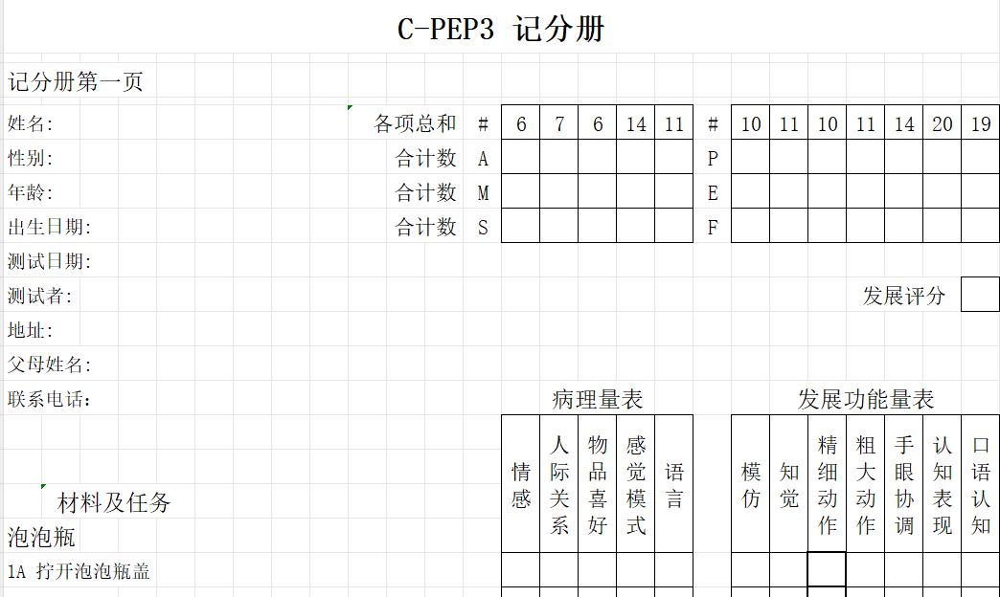 C-PEP3 记分册
记分册第一页
姓名: 各项总和 # 6 7 6 14 11 # 10 11 10 11 14 20 19
性别: 合计数 A P
年龄: 合计数 M E
出生日期: 合计数 S F
测试日期:
测试者: 发展评分
地址:
父母姓名:
联系电话: 病理量表 发展功能量表
材料及任务 情感 人际关系 物品喜好 感觉模式 语言 模仿 知觉 精细动作 粗大动作 手眼协调 认知表现 口语认知
泡泡瓶
1A 拧开泡泡瓶盖